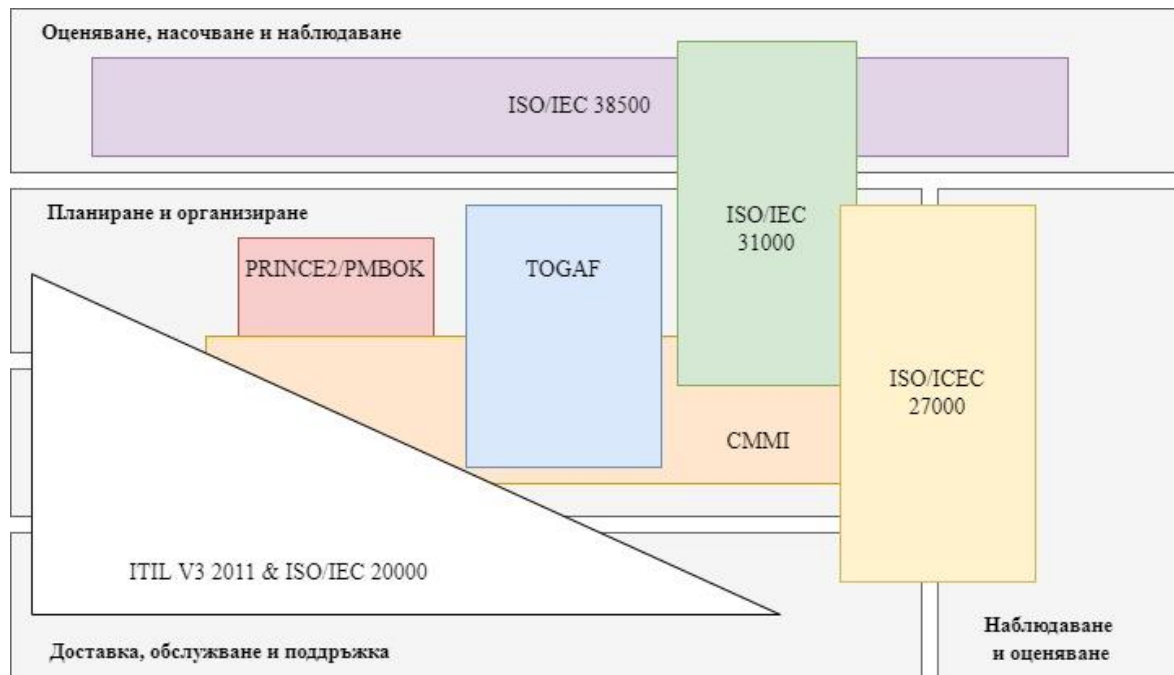 Оценяване, насочване и наблюдаване
ISO/IEC 38500
Планиране и организиране
PRINCE2/PMBOK
TOGAF
ISO/IEC
31000
ISO/ICEC
27000
CMMI
ITIL V3 2011 & ISO/IEC 20000
Доставка, обслужване и поддръжка
Наблюдаване
и оценяване